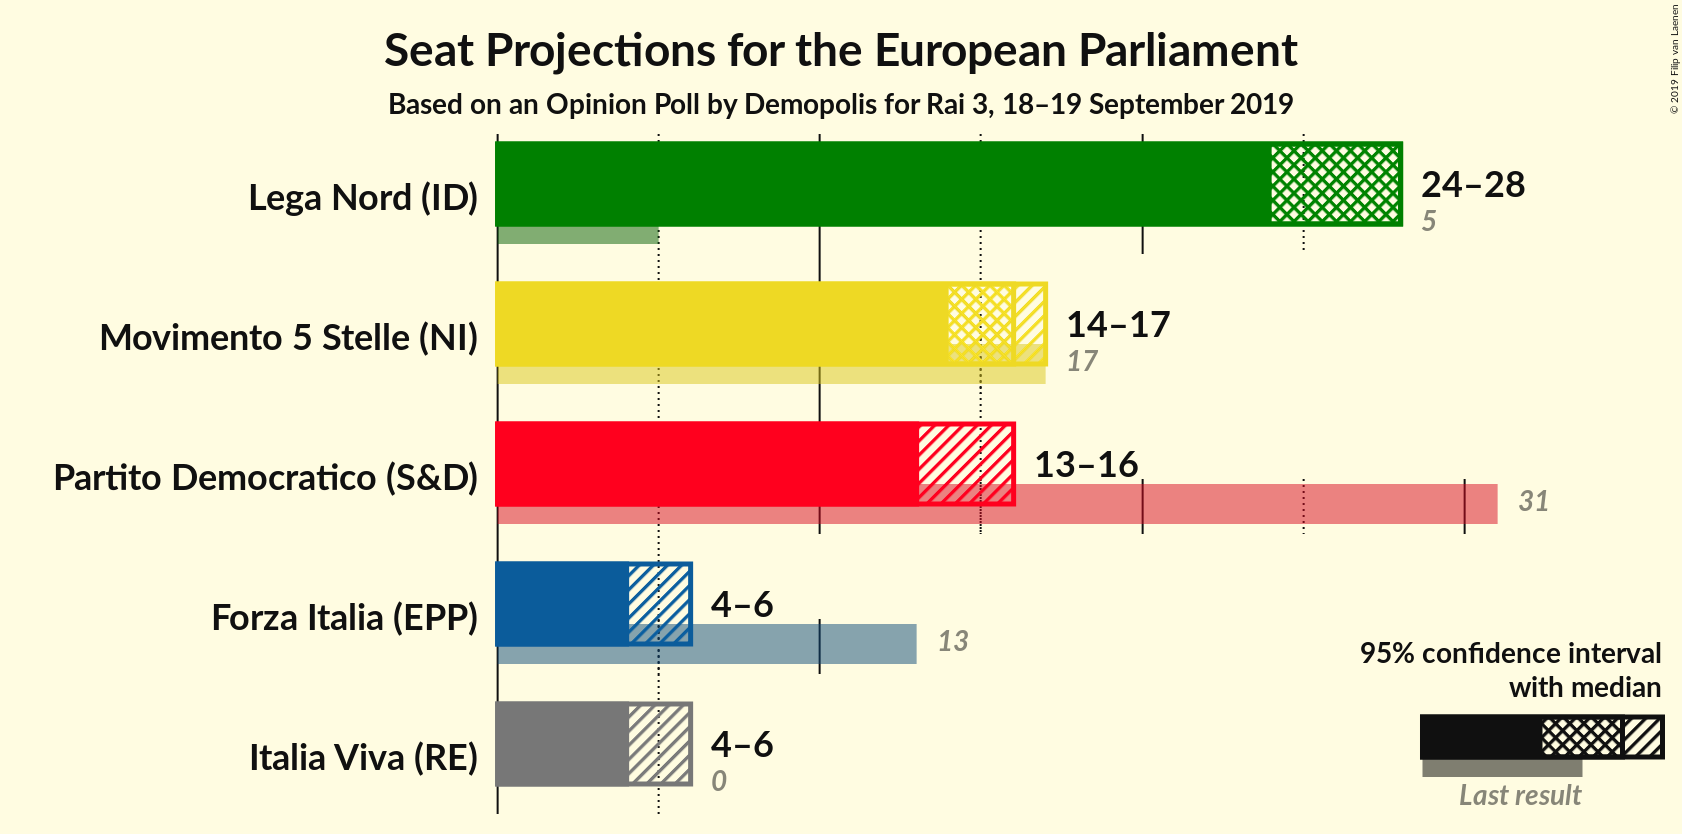 Seat Projections for the European Parliament
Based on an Opinion Poll by Demopolis for Rai 3, 18–19 September 2019
© 2019 Filip van Laenen
Lega Nord (ID)
24–28
5
Movimento 5 Stelle (NI)
14–17
17
Partito Democratico (S&D)
13–16
31
Forza Italia (EPP)
4–6
13
Italia Viva (RE)
4–6
0
95% confidence interval
with median
Last result